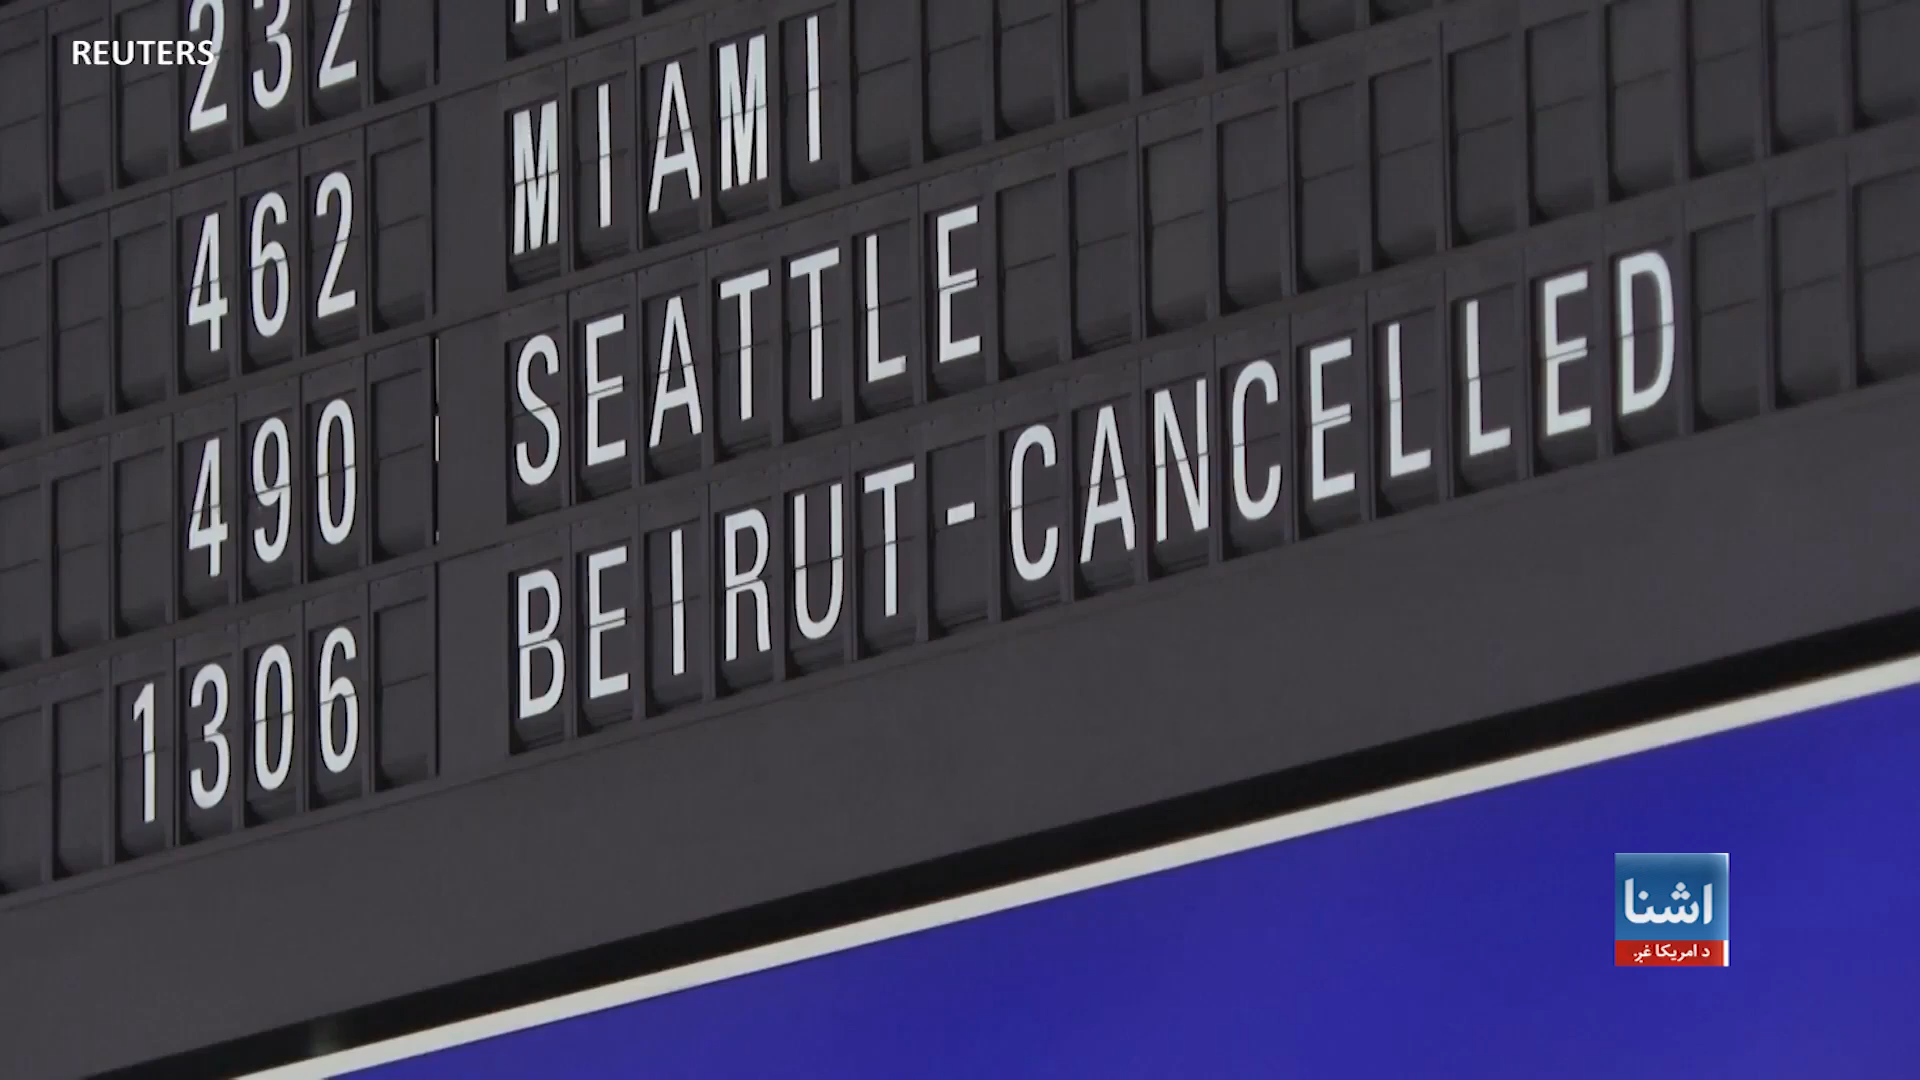 REUTERS
232
462 MIAMI
490 SEATTLE
1306 BEIRUT-CANCELLED
اشنا
د امریکا غږ